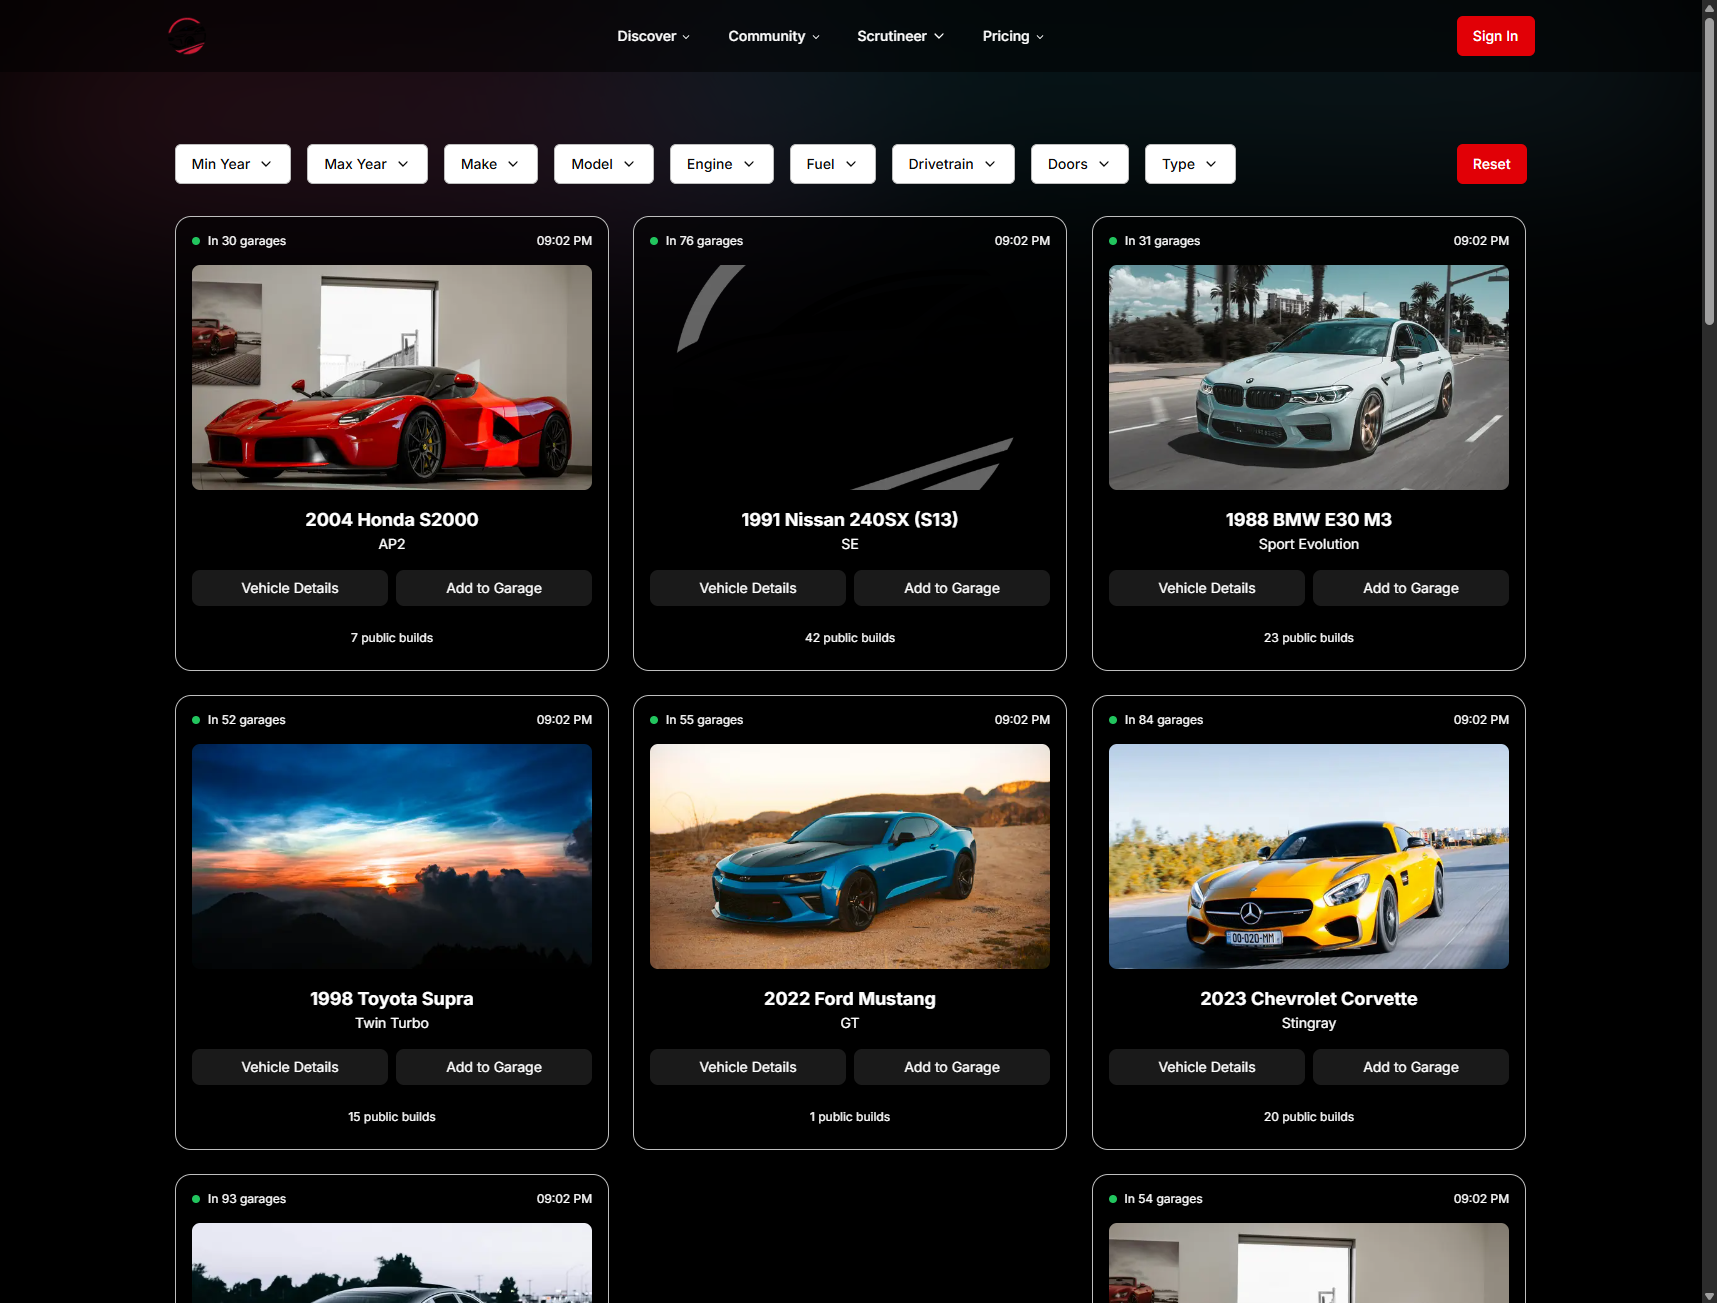 Discover
Community
Scrutineer
Pricing
Sign In
Min Year
Max Year
Make
Model
Engine
Fuel
Drivetrain
Doors
Type
Reset
In 30 garages
09:02 PM
2004 Honda S2000
AP2
Vehicle Details
Add to Garage
7 public builds
In 76 garages
09:02 PM
1991 Nissan 240SX (S13)
SE
Vehicle Details
Add to Garage
42 public builds
In 31 garages
09:02 PM
1988 BMW E30 M3
Sport Evolution
Vehicle Details
Add to Garage
23 public builds
In 52 garages
09:02 PM
1998 Toyota Supra
Twin Turbo
Vehicle Details
Add to Garage
15 public builds
In 55 garages
09:02 PM
2022 Ford Mustang
GT
Vehicle Details
Add to Garage
1 public builds
In 84 garages
09:02 PM
QQ-020-MM
2023 Chevrolet Corvette
Stingray
Vehicle Details
Add to Garage
20 public builds
In 93 garages
09:02 PM
In 54 garages
09:02 PM